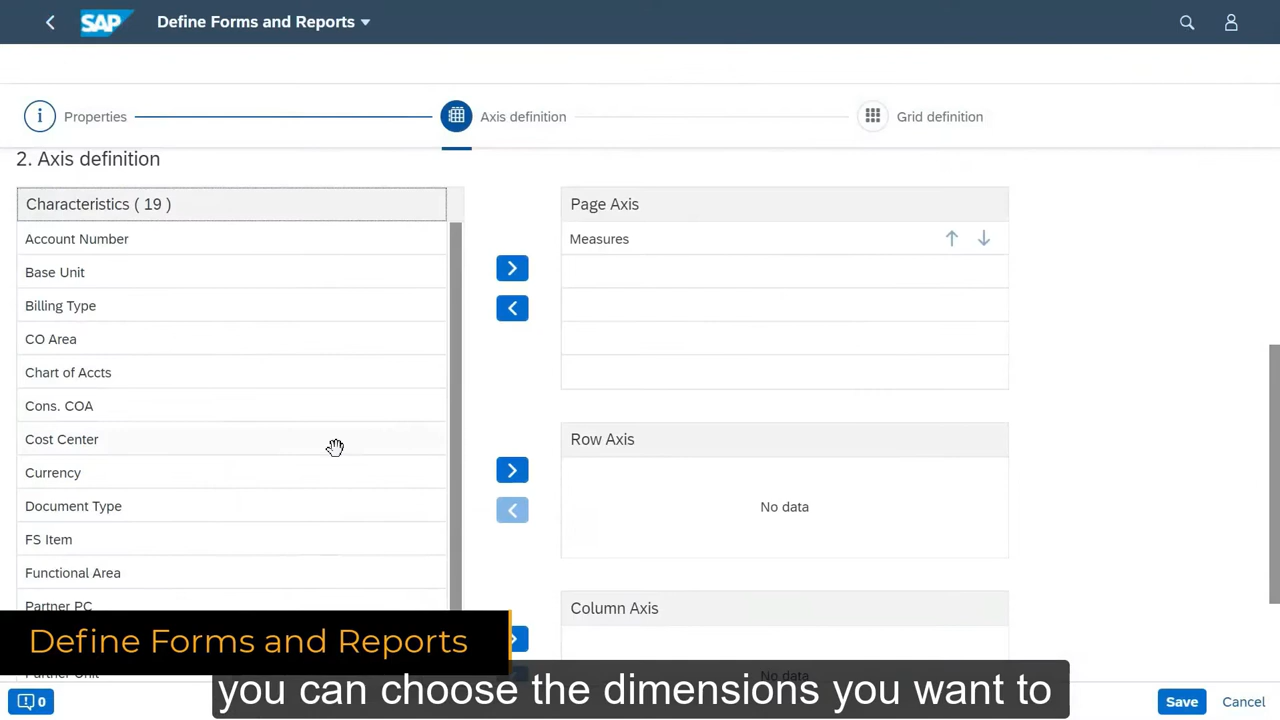 SAP Define Forms and Reports
Properties
Axis definition
Grid definition
2. Axis definition
Characteristics ( 19 )
Account Number
Base Unit
Billing Type
CO Area
Chart of Accts
Cons. COA
Cost Center
Currency
Document Type
FS Item
Functional Area
Partner PC
Page Axis
Measures
Row Axis
No data
Column Axis
Define Forms and Reports
you can choose the dimensions you want to
0
Save
Cancel